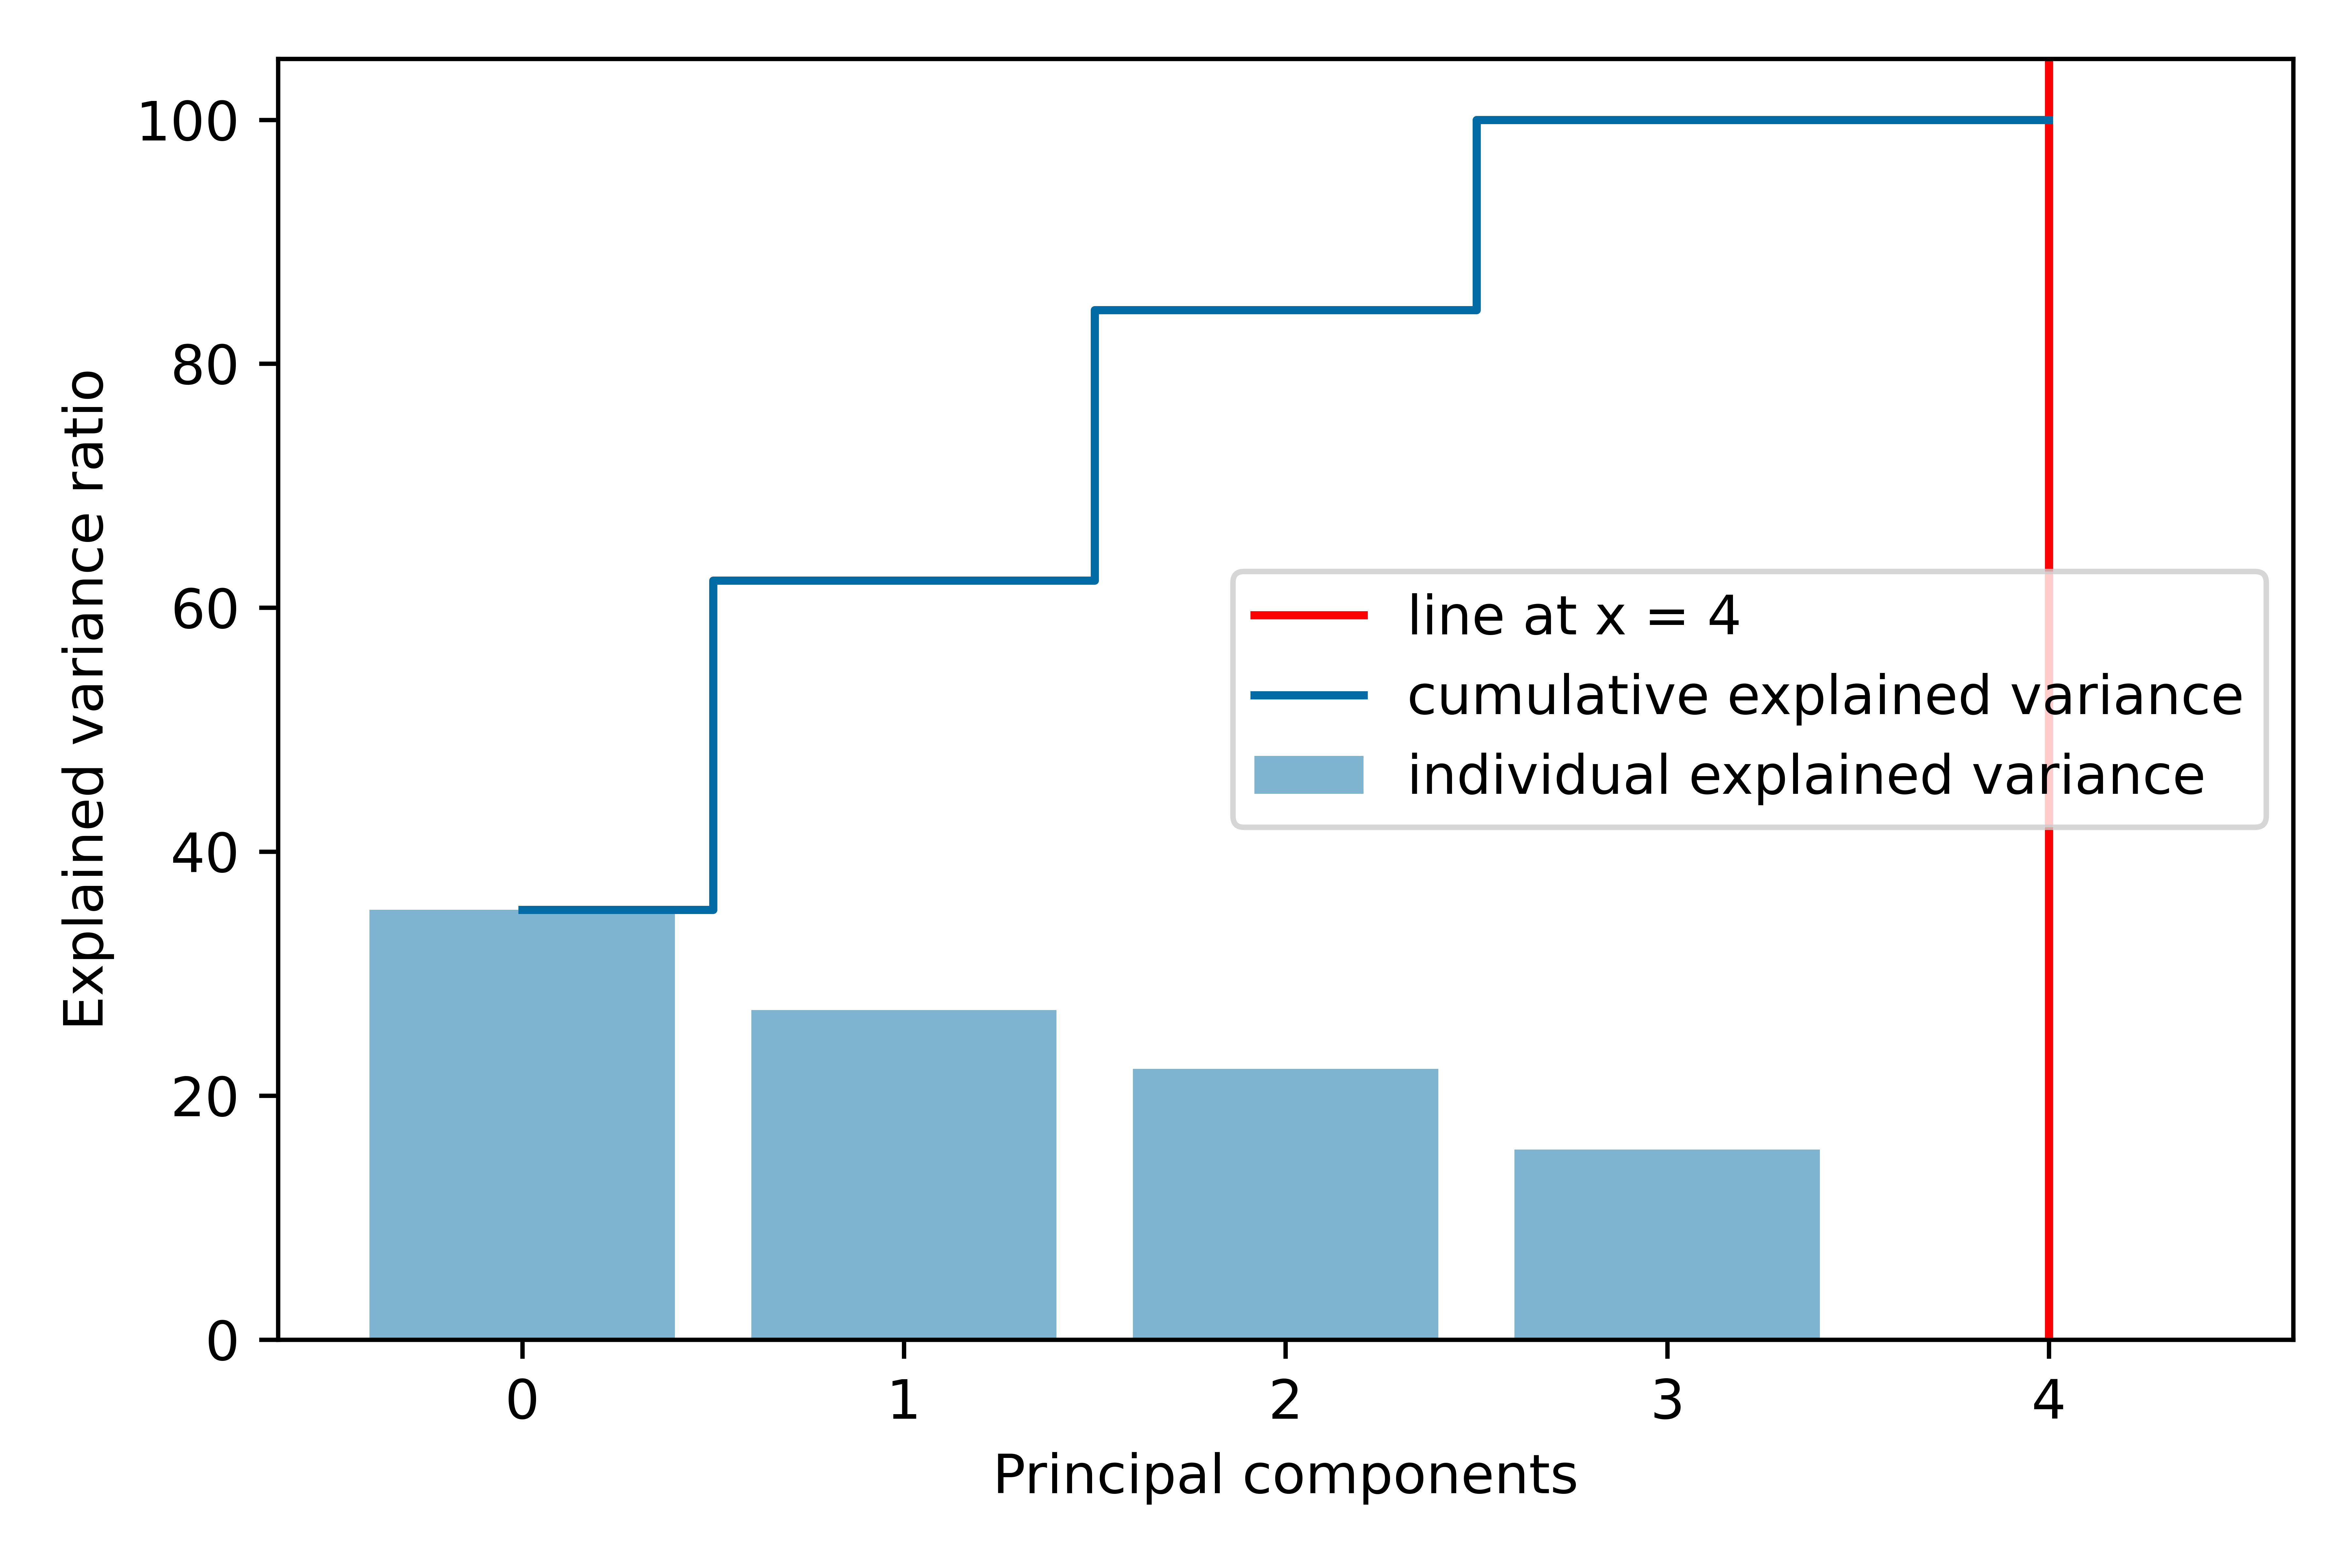 100
80
60
40
20
0
Explained variance ratio
line at x = 4
cumulative explained variance
individual explained variance
0 1 2 3 4
Principal components